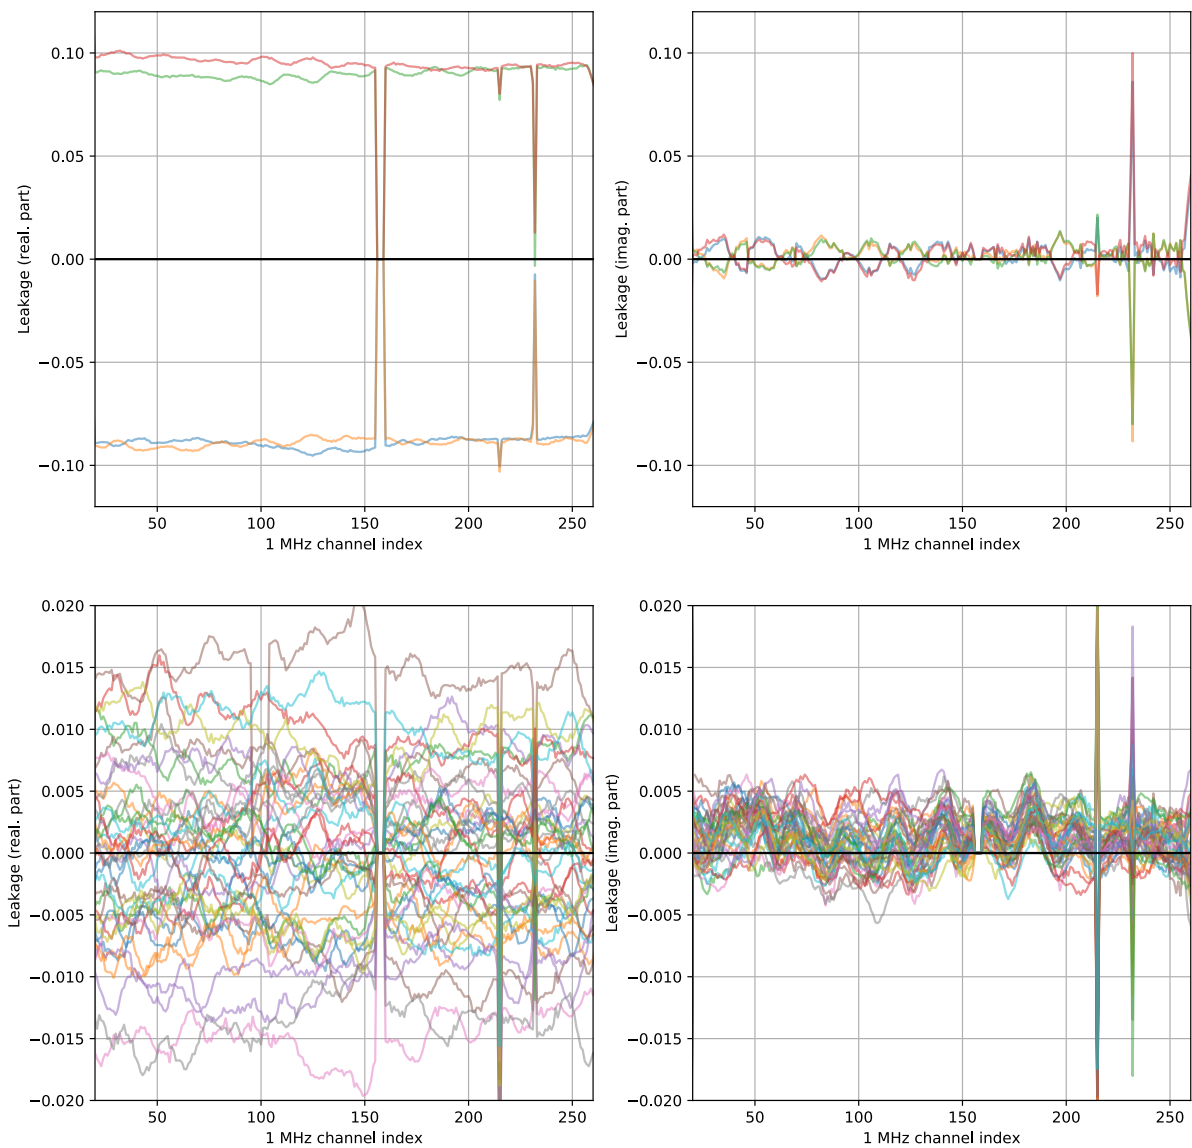 0.10
0.05
0.00
−0.05
−0.10
Leakage (real. part)
50 100 150 200 250
1 MHz channel index
0.10
0.05
0.00
−0.05
−0.10
Leakage (imag. part)
50 100 150 200 250
1 MHz channel index
0.020
0.015
0.010
0.005
0.000
−0.005
−0.010
−0.015
−0.020
Leakage (real. part)
50 100 150 200 250
1 MHz channel index
0.020
0.015
0.010
0.005
0.000
−0.005
−0.010
−0.015
−0.020
Leakage (imag. part)
50 100 150 200 250
1 MHz channel index